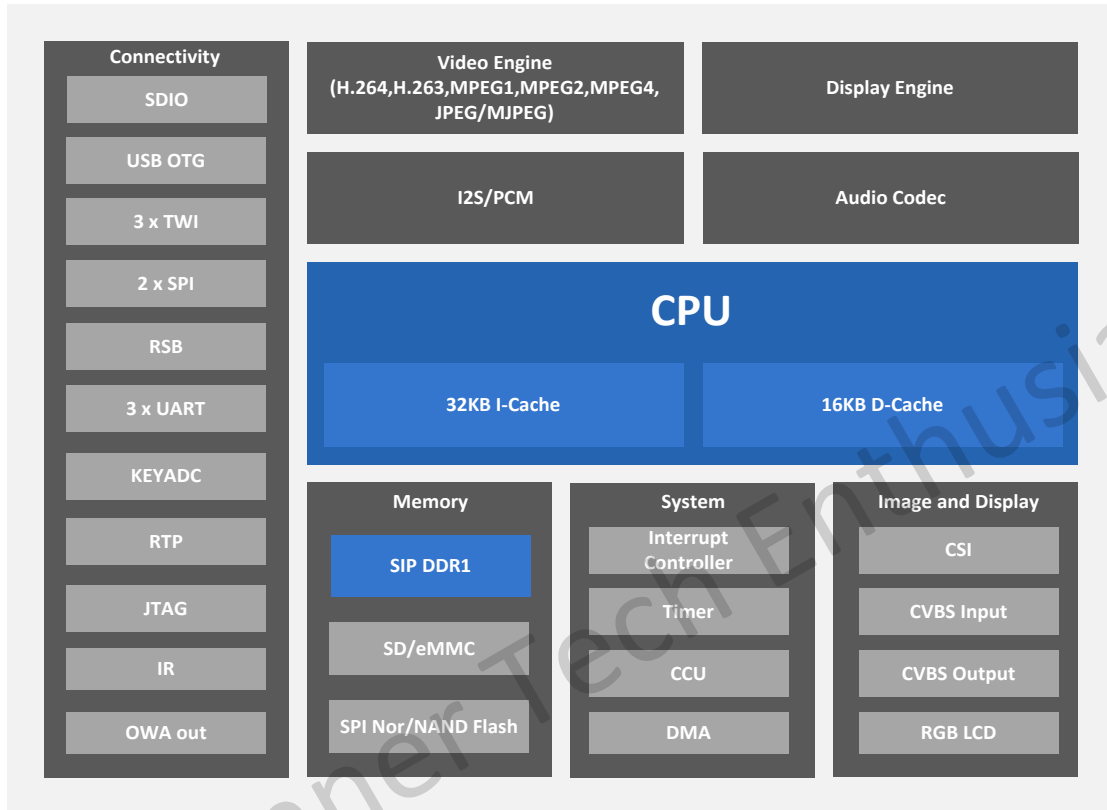 Connectivity
SDIO
USB OTG
3 x TWI
2 x SPI
RSB
3 x UART
KEYADC
RTP
JTAG
IR
OWA out
Video Engine
(H.264,H.263,MPEG1,MPEG2,MPEG4,
JPEG/MJPEG)
Display Engine
I2S/PCM
Audio Codec
CPU
32KB I-Cache
16KB D-Cache
Memory
SIP DDR1
SD/eMMC
SPI Nor/NAND Flash
System
Interrupt
Controller
Timer
CCU
DMA
Image and Display
CSI
CVBS Input
CVBS Output
RGB LCD
Tech